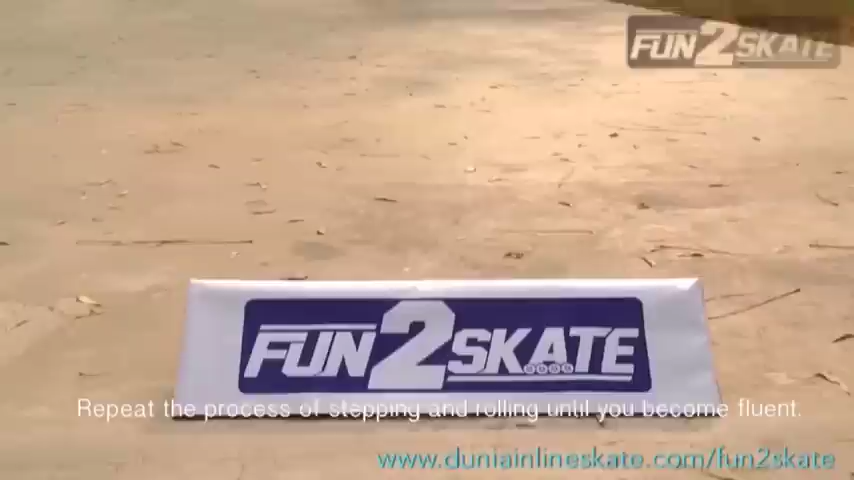 FUN2SKATE
FUN2SKATE
Repeat the process of stepping and rolling until you become fluent.
www.duniainlineskate.com/fun2skate